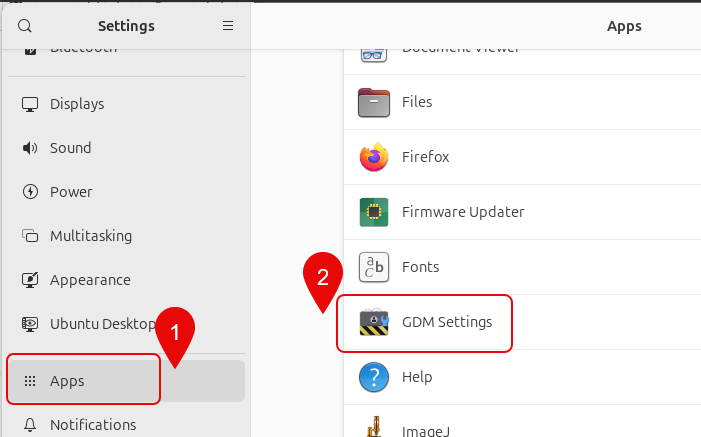 Settings
Bluetooth
Displays
Sound
Power
Multitasking
Appearance
Ubuntu Desktop
1
Apps
Notifications
Apps
Document Viewer
Files
Firefox
Firmware Updater
a b
C
Fonts
2
GDM Settings
?
Help
ImageJ